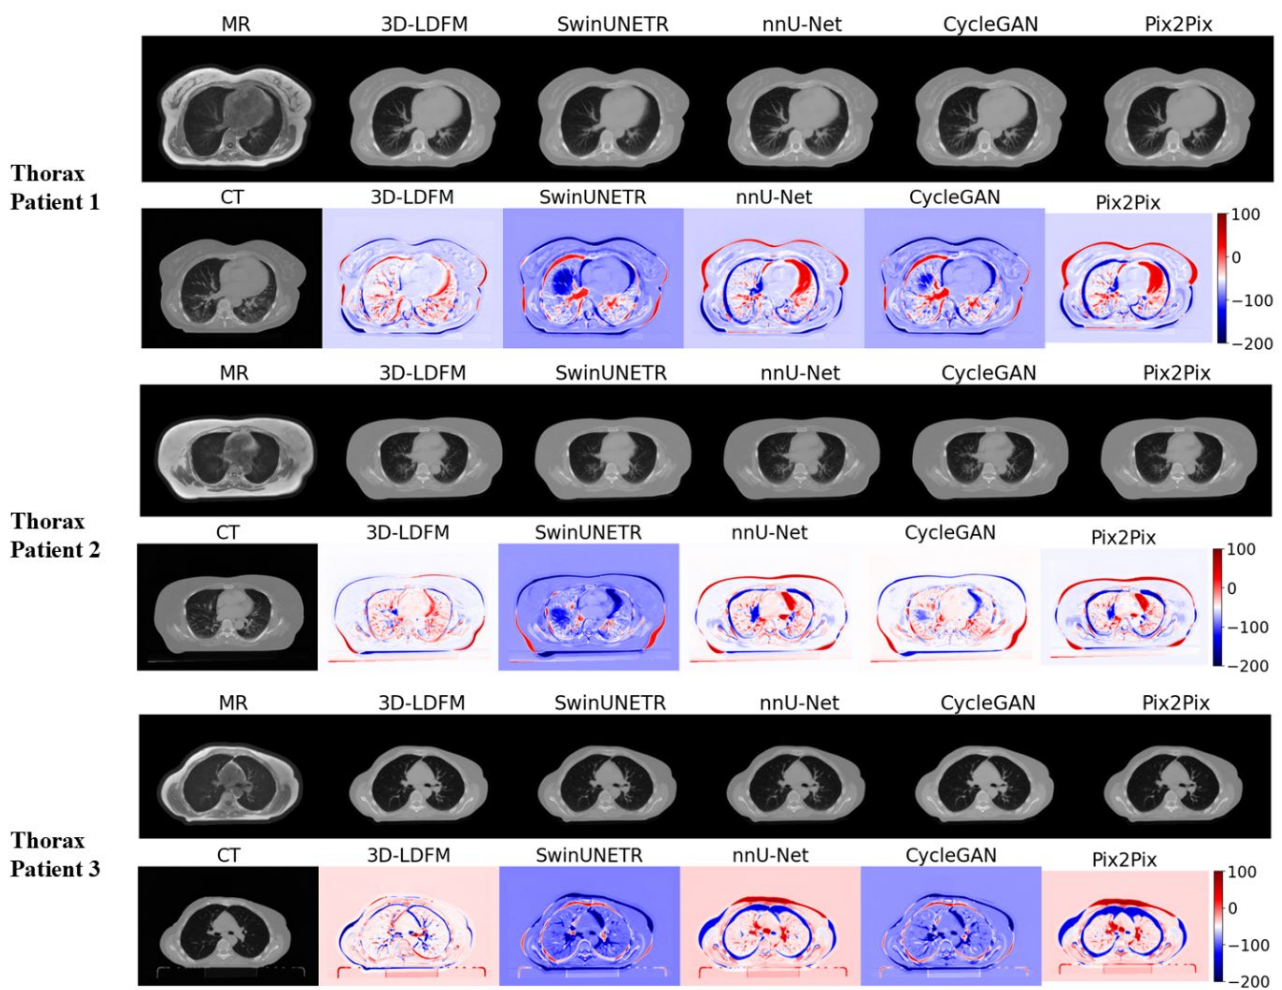 MR 3D-LDFM SwinUNETR nnU-Net CycleGAN Pix2Pix
Thorax
Patient 1
CT 3D-LDFM SwinUNETR nnU-Net CycleGAN Pix2Pix
100
0
−100
−200
MR 3D-LDFM SwinUNETR nnU-Net CycleGAN Pix2Pix
Thorax
Patient 2
CT 3D-LDFM SwinUNETR nnU-Net CycleGAN Pix2Pix
100
0
−100
−200
MR 3D-LDFM SwinUNETR nnU-Net CycleGAN Pix2Pix
Thorax
Patient 3
CT 3D-LDFM SwinUNETR nnU-Net CycleGAN Pix2Pix
100
0
−100
−200